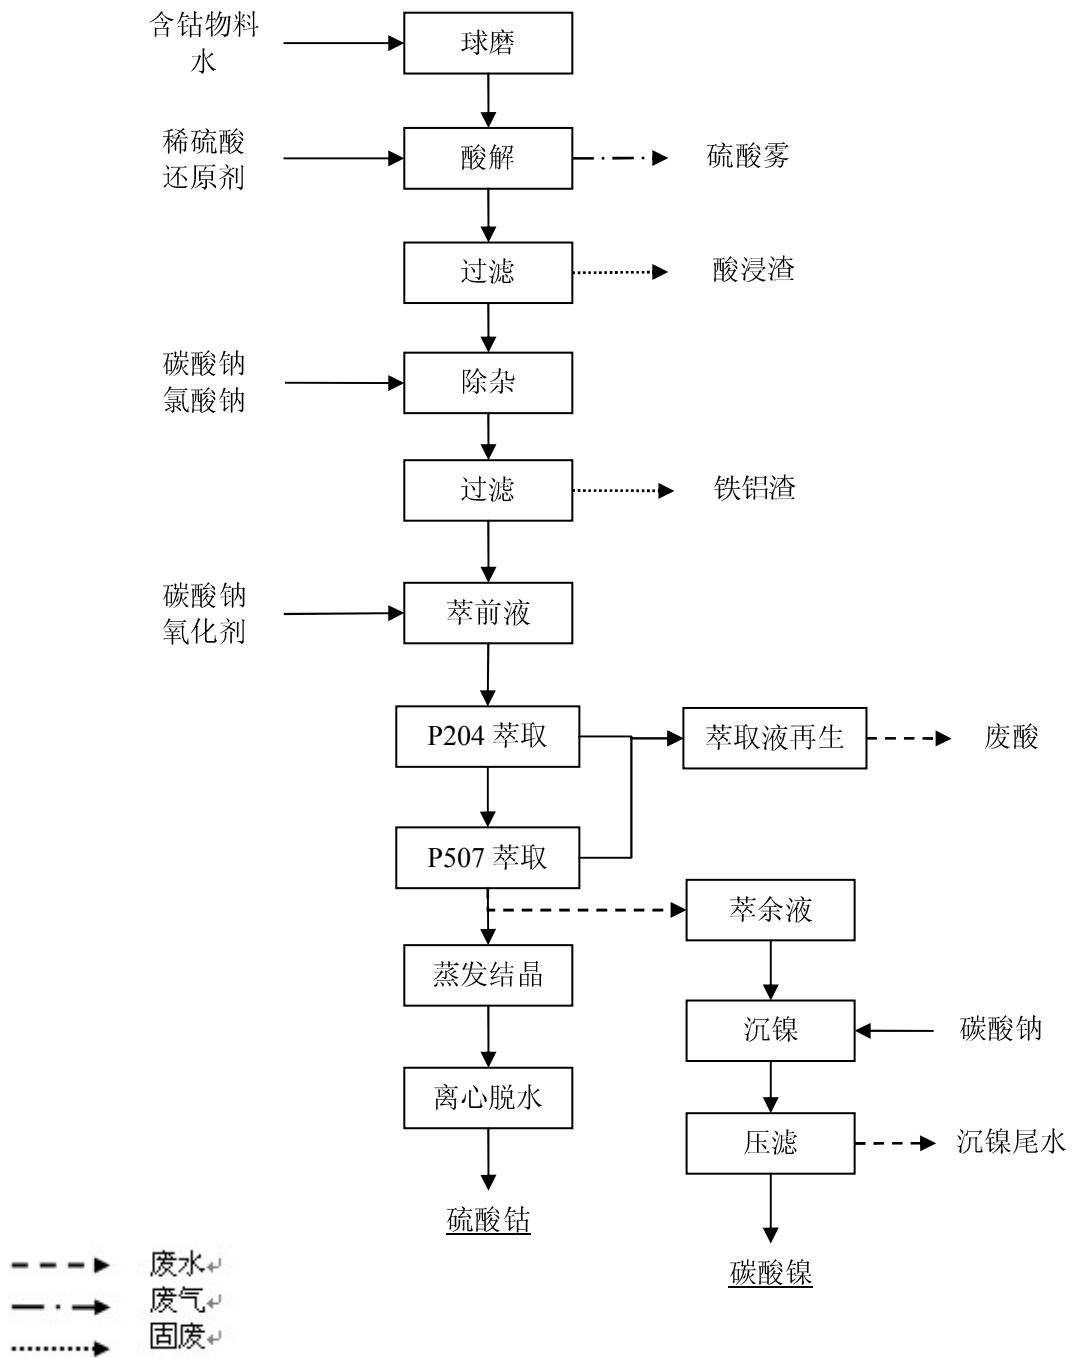 含钴物料
水
球磨
稀硫酸
还原剂
酸解
硫酸雾
过滤
酸浸渣
碳酸钠
氯酸钠
除杂
过滤
铁铝渣
碳酸钠
氧化剂
萃前液
P204 萃取
萃取液再生
废酸
P507 萃取
萃余液
蒸发结晶
沉镍
碳酸钠
离心脱水
压滤
沉镍尾水
硫酸钴
碳酸镍
废水
废气
固废